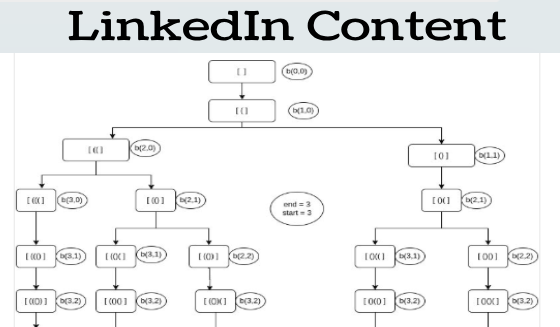 LinkedIn Content
[ ] b(0,0)
[ ( ] b(1,0)
[ (( ] b(2,0)
[ () ] b(1,1)
[ ((( ] b(3,0)
[ (() ] b(2,1)
end = 3
start = 3
[ ()( ] b(2,1)
[ ((() ] b(3,1)
[ (()( ] b(3,1)
[ (()) ] b(2,2)
[ ()(( ] b(3,1)
[ ()() ] b(2,2)
[ ((()) ] b(3,2)
[ (()() ] b(3,2)
[ (())( ] b(3,2)
[ ()(() ] b(3,2)
[ ()()( ] b(3,2)